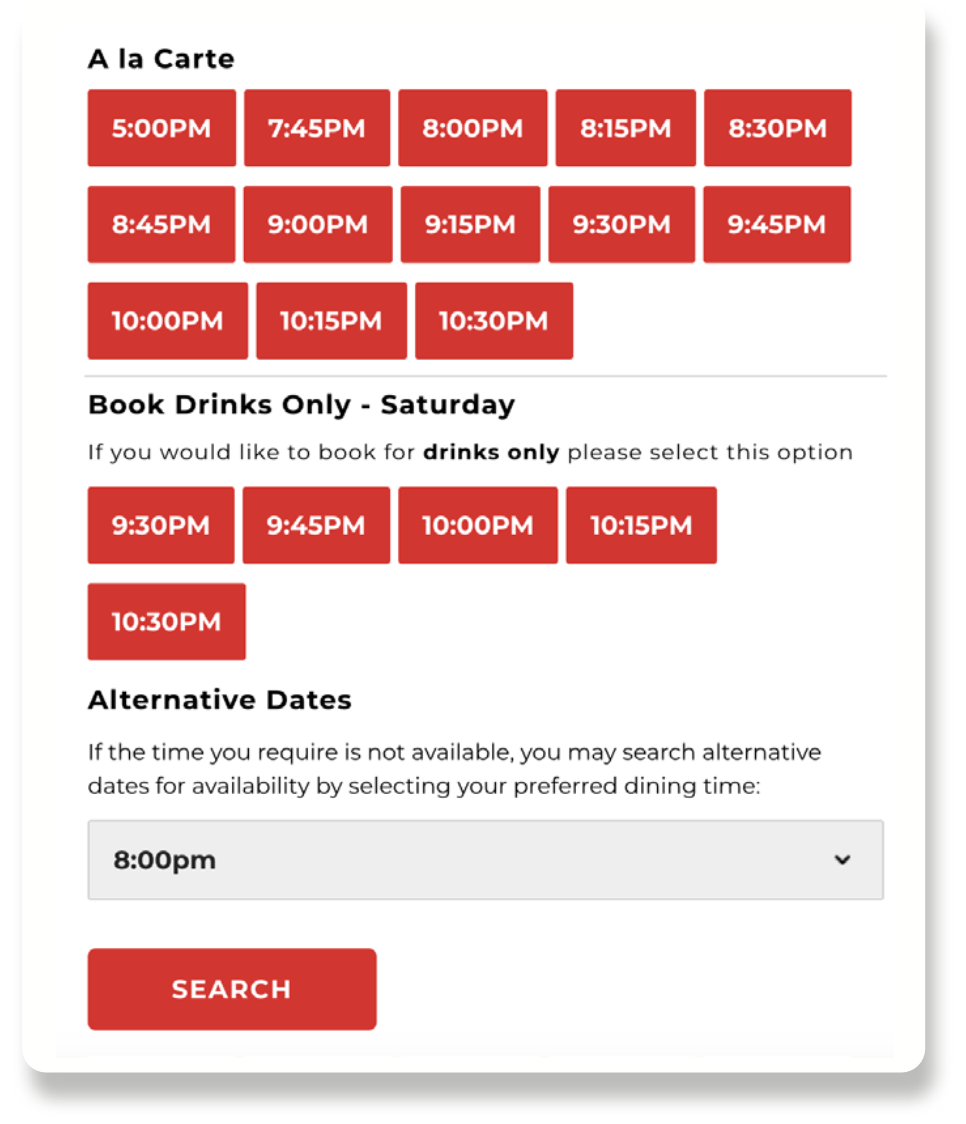 A la Carte
5:00PM 7:45PM 8:00PM 8:15PM 8:30PM
8:45PM 9:00PM 9:15PM 9:30PM 9:45PM
10:00PM 10:15PM 10:30PM
Book Drinks Only - Saturday
If you would like to book for drinks only please select this option
9:30PM 9:45PM 10:00PM 10:15PM
10:30PM
Alternative Dates
If the time you require is not available, you may search alternative
dates for availability by selecting your preferred dining time:
8:00pm
SEARCH